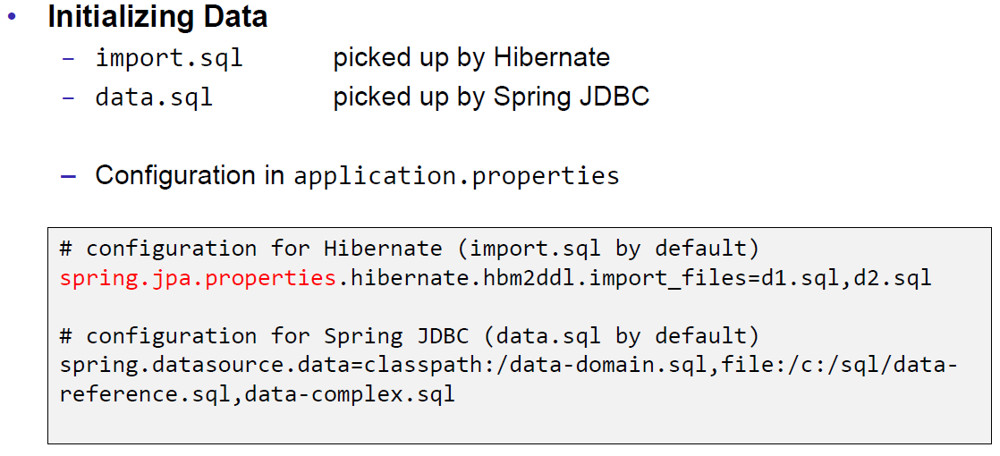 • Initializing Data
– import.sql picked up by Hibernate
– data.sql picked up by Spring JDBC
– Configuration in application.properties
# configuration for Hibernate (import.sql by default)
spring.jpa.properties.hibernate.hbm2ddl.import_files=d1.sql,d2.sql
# configuration for Spring JDBC (data.sql by default)
spring.datasource.data=classpath:/data-domain.sql,file:/c:/sql/data-
reference.sql,data-complex.sql